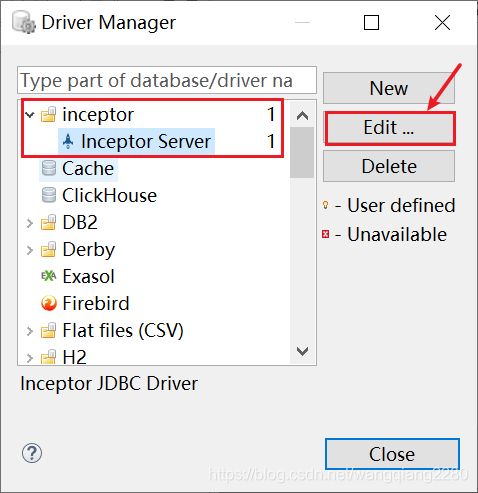 Driver Manager
Type part of database/driver na
New
inceptor 1
Edit ...
Inceptor Server 1
Cache
Delete
ClickHouse
DB2
- User defined
Derby
- Unavailable
EXA Exasol
Firebird
Flat files (CSV)
H2
Inceptor JDBC Driver
?
Close
https://blog.csdn.net/wangqiang2280